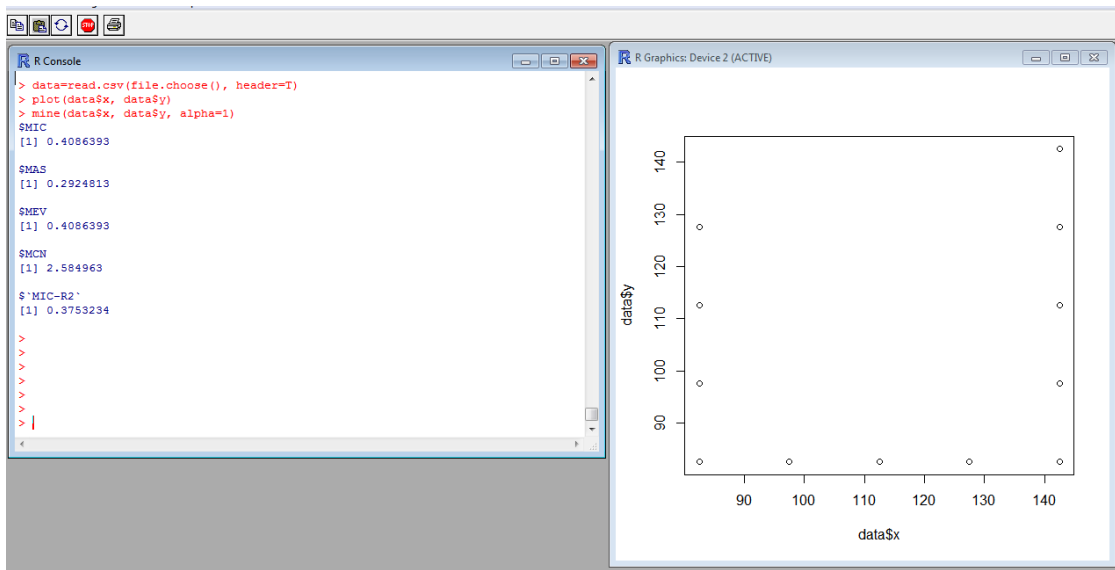 STOP
R Console
> data=read.csv(file.choose(), header=T)
> plot(data$x, data$y)
> mine(data$x, data$y, alpha=1)
$MIC
[1] 0.4086393
$MAS
[1] 0.2924813
$MEV
[1] 0.4086393
$MCN
[1] 2.584963
$`MIC-R2`
[1] 0.3753234
>
>
>
>
>
>
>
R Graphics: Device 2 (ACTIVE)
140
130
120
110
100
90
data$y
90 100 110 120 130 140
data$x